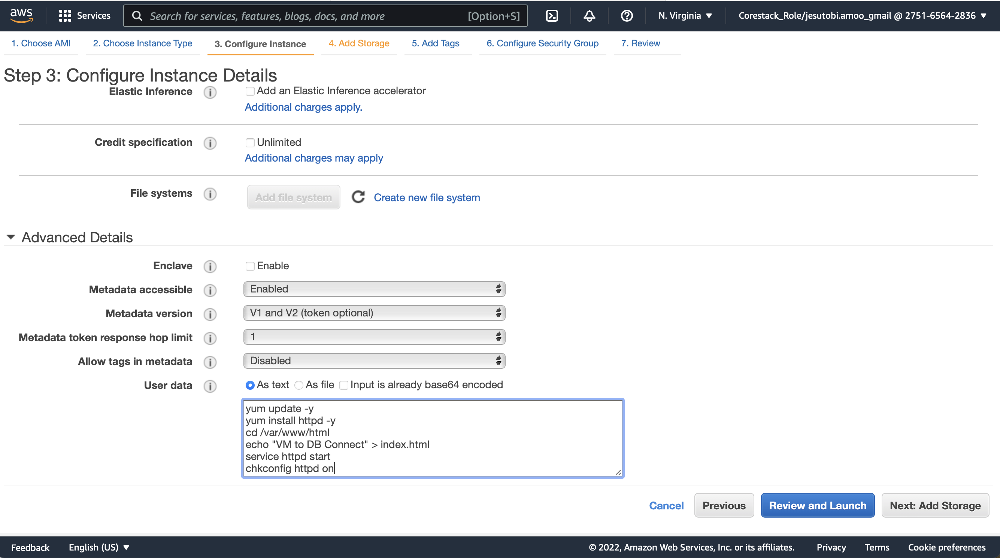 aws
Services
Search for services, features, blogs, docs, and more [Option+S]
N. Virginia
Corestack_Role/jesutobi.amoo_gmail @ 2751-6564-2836
1. Choose AMI 2. Choose Instance Type 3. Configure Instance 4. Add Storage 5. Add Tags 6. Configure Security Group 7. Review
Step 3: Configure Instance Details
Elastic Inference Add an Elastic Inference accelerator
Additional charges apply.
Credit specification Unlimited
Additional charges may apply
File systems Add file system Create new file system
Advanced Details
Enclave Enable
Metadata accessible Enabled
Metadata version V1 and V2 (token optional)
Metadata token response hop limit 1
Allow tags in metadata Disabled
User data As text As file Input is already base64 encoded
yum update -y
yum install httpd -y
cd /var/www/html
echo "VM to DB Connect" > index.html
service httpd start
chkconfig httpd on
Cancel Previous Review and Launch Next: Add Storage
Feedback English (US) © 2022, Amazon Web Services, Inc. or its affiliates. Privacy Terms Cookie preferences